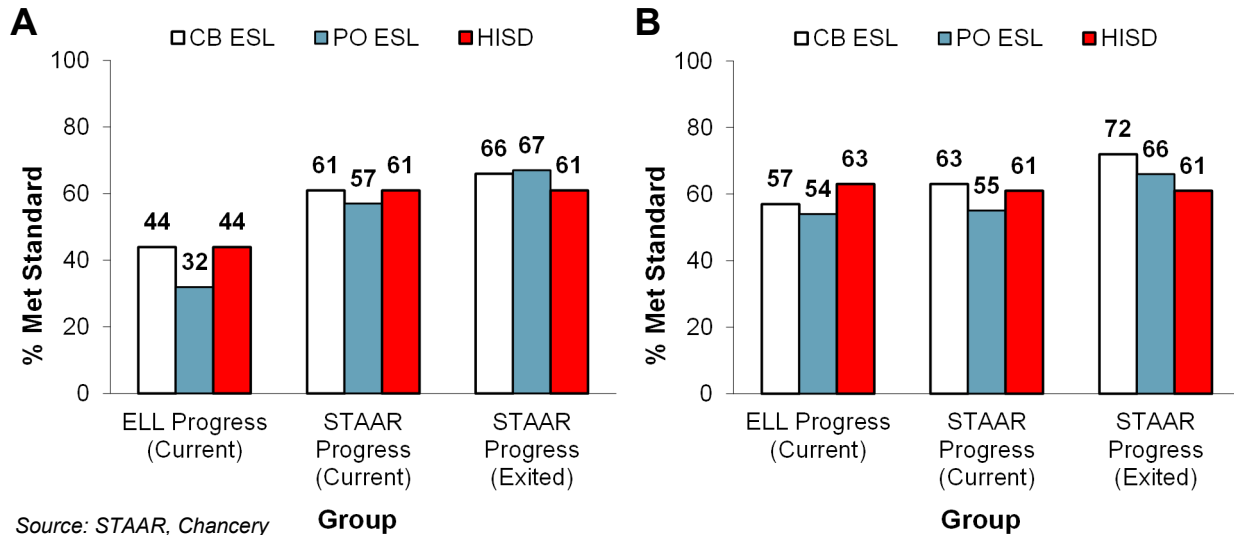 A
CB ESL PO ESL HISD
% Met Standard
100
80
60
40
20
0
44 32 44
61 57 61
66 67 61
ELL Progress
(Current)
STAAR
Progress
(Current)
STAAR
Progress
(Exited)
Group
Source: STAAR, Chancery
B
CB ESL PO ESL HISD
% Met Standard
100
80
60
40
20
0
57 54 63
63 55 61
72 66 61
ELL Progress
(Current)
STAAR
Progress
(Current)
STAAR
Progress
(Exited)
Group